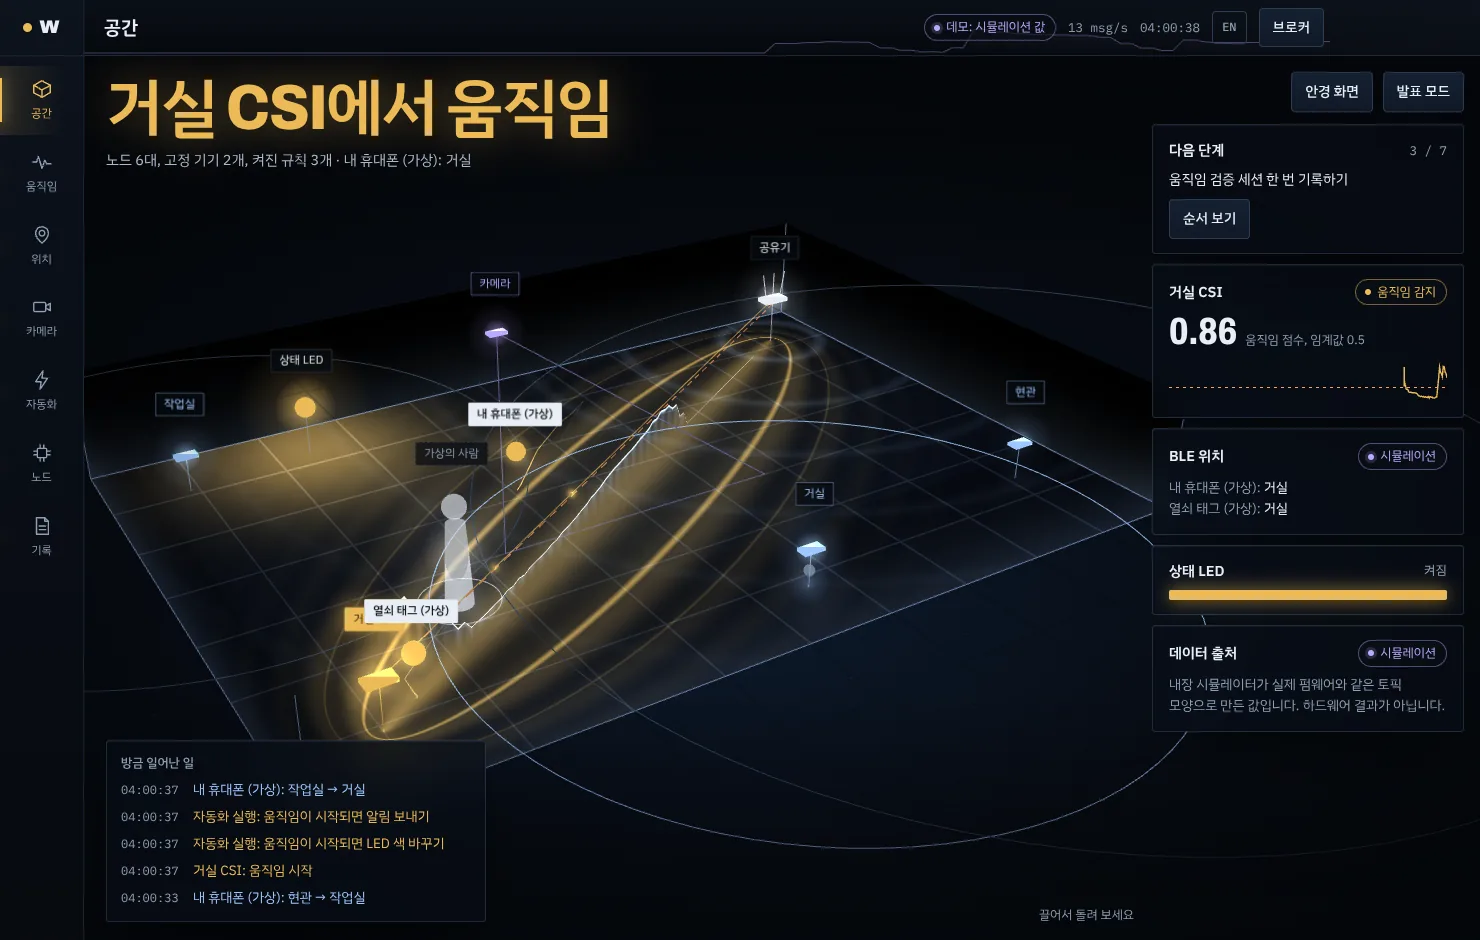 W
공간
데모: 시뮬레이션 값
13 msg/s
04:00:38
EN
브로커
공간
움직임
위치
카메라
자동화
노드
기록
거실 CSI에서 움직임
노드 6대, 고정 기기 2개, 켜진 규칙 3개 · 내 휴대폰 (가상): 거실
안경 화면
발표 모드
다음 단계
3 / 7
움직임 검증 세션 한 번 기록하기
순서 보기
거실 CSI
움직임 감지
0.86 움직임 점수, 임계값 0.5
BLE 위치
시뮬레이션
내 휴대폰 (가상): 거실
열쇠 태그 (가상): 거실
상태 LED
켜짐
데이터 출처
시뮬레이션
내장 시뮬레이터가 실제 펌웨어와 같은 토픽
모양으로 만든 값입니다. 하드웨어 결과가 아닙니다.
공유기
카메라
상태 LED
작업실
내 휴대폰 (가상)
현관
가상의 사람
거실
열쇠 태그 (가상)
방금 일어난 일
04:00:37 내 휴대폰 (가상): 작업실 → 거실
04:00:37 자동화 실행: 움직임이 시작되면 알림 보내기
04:00:37 자동화 실행: 움직임이 시작되면 LED 색 바꾸기
04:00:37 거실 CSI: 움직임 시작
04:00:33 내 휴대폰 (가상): 현관 → 작업실
끌어서 돌려 보세요